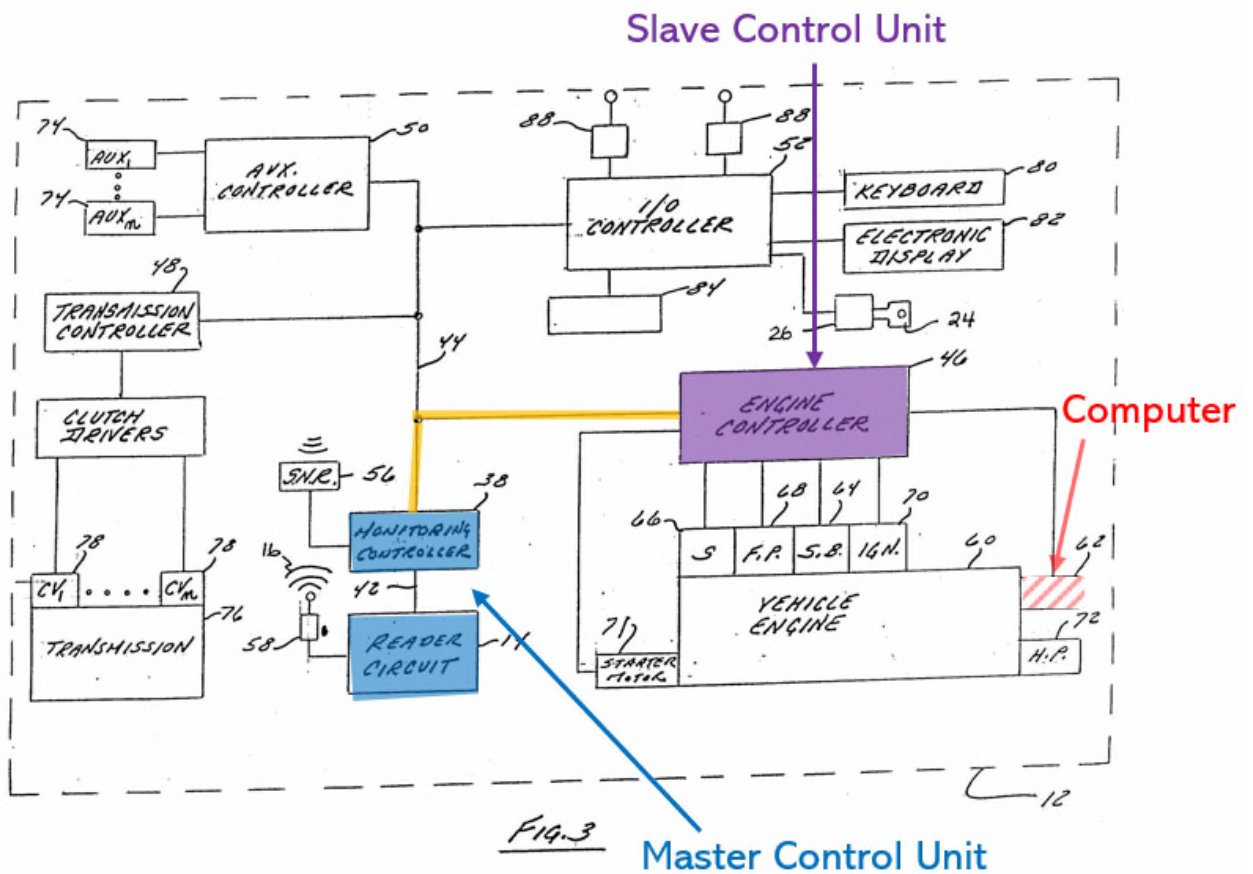 Slave Control Unit
74
AUX1
74
AUXn
50
AUX.
CONTROLLER
88
88
52
I/O
CONTROLLER
KEYBOARD
80
ELECTRONIC
DISPLAY
82
84
26
24
48
TRANSMISSION
CONTROLLER
44
CLUTCH
DRIVERS
46
ENGINE
CONTROLLER
Computer
S.N.R.
56
38
MONITORING
CONTROLLER
16
42
58
READER
CIRCUIT
14
78
78
CV1
CVn
76
TRANSMISSION
66
68
64
70
S
F.P.
S.B.
IGN.
60
62
VEHICLE
ENGINE
71
STARTER
MOTOR
72
H.P.
12
FIG.3
Master Control Unit